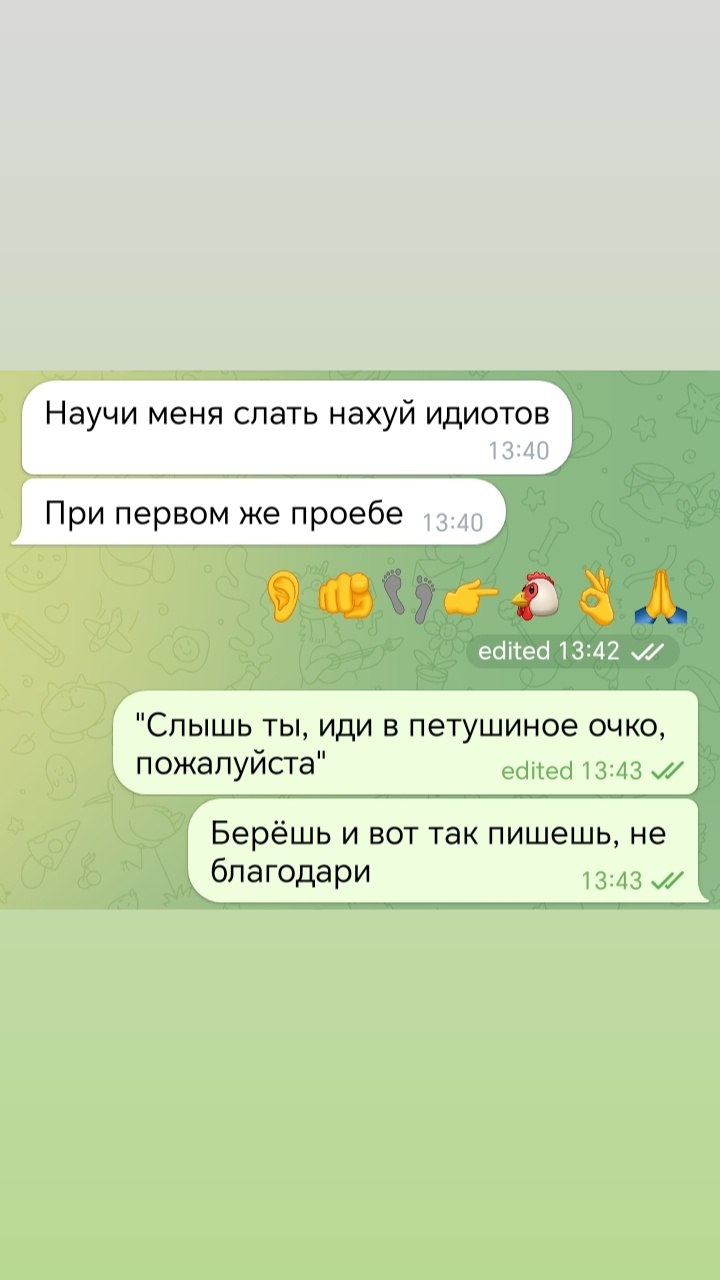 Научи меня слать нахуй идиотов
13:40
При первом же проебе 13:40
👂🫵👣👉🐔👌🙏
edited 13:42
"Слышь ты, иди в петушиное очко,
пожалуйста" edited 13:43
Берёшь и вот так пишешь, не
благодари 13:43